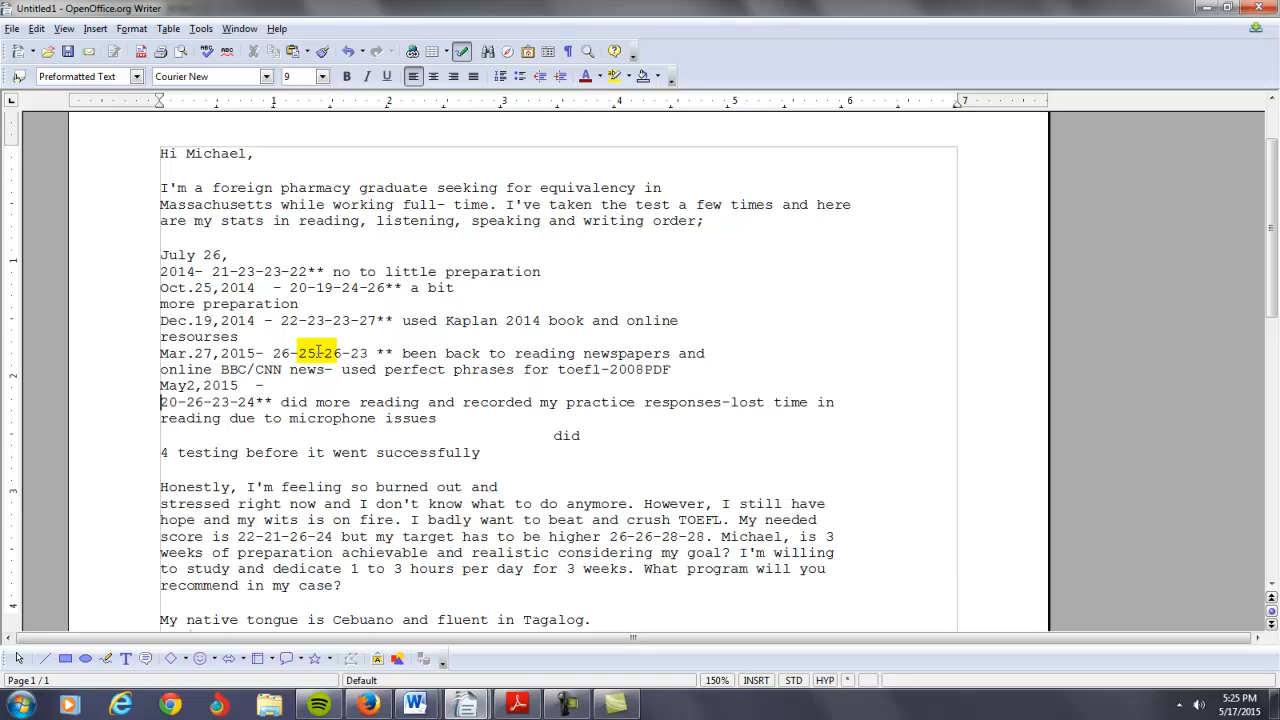 Untitled1 - OpenOffice.org Writer
File Edit View Insert Format Table Tools Window Help
Preformatted Text Courier New 9
1 2 3 4 5 6 7
Hi Michael,
I'm a foreign pharmacy graduate seeking for equivalency in
Massachusetts while working full- time. I've taken the test a few times and here
are my stats in reading, listening, speaking and writing order;
July 26,
2014- 21-23-23-22** no to little preparation
Oct.25,2014 - 20-19-24-26** a bit
more preparation
Dec.19,2014 - 22-23-23-27** used Kaplan 2014 book and online
resourses
Mar.27,2015- 26-25-26-23 ** been back to reading newspapers and
online BBC/CNN news- used perfect phrases for toefl-2008PDF
May2,2015 -
20-26-23-24** did more reading and recorded my practice responses-lost time in
reading due to microphone issues
did
4 testing before it went successfully
Honestly, I'm feeling so burned out and
stressed right now and I don't know what to do anymore. However, I still have
hope and my wits is on fire. I badly want to beat and crush TOEFL. My needed
score is 22-21-26-24 but my target has to be higher 26-26-28-28. Michael, is 3
weeks of preparation achievable and realistic considering my goal? I'm willing
to study and dedicate 1 to 3 hours per day for 3 weeks. What program will you
recommend in my case?
My native tongue is Cebuano and fluent in Tagalog.
Page 1 / 1 Default 150% INSRT STD HYP *
5:25 PM
5/17/2015